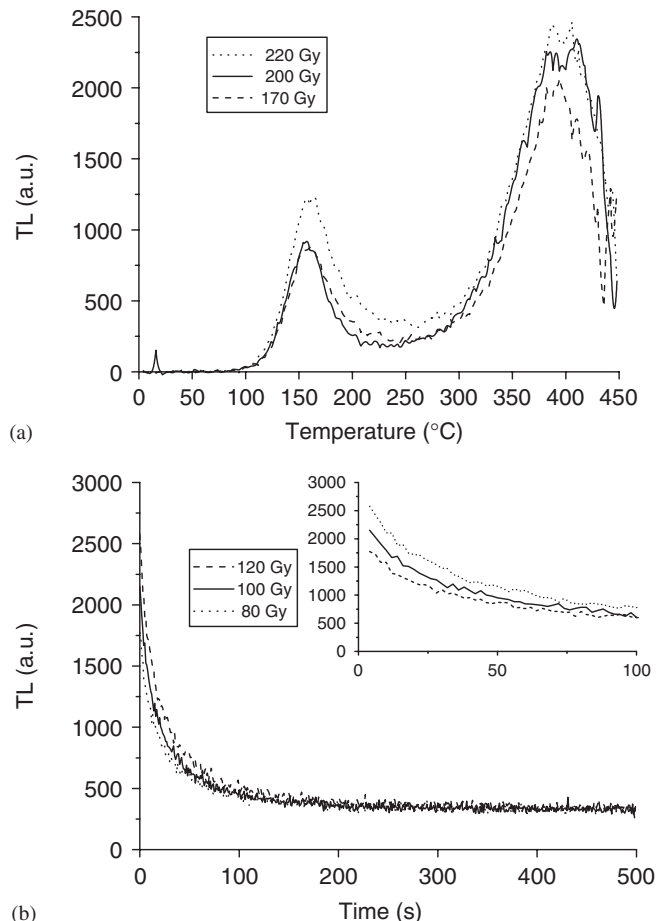 2500
2000
1500
1000
500
0
TL (a.u.)
220 Gy
200 Gy
170 Gy
0 50 100 150 200 250 300 350 400 450
(a)
Temperature (°C)
3000
2500
2000
1500
1000
500
0
TL (a.u.)
120 Gy
100 Gy
80 Gy
3000
2500
2000
1500
1000
500
0
0 50 100
0 100 200 300 400 500
(b)
Time (s)